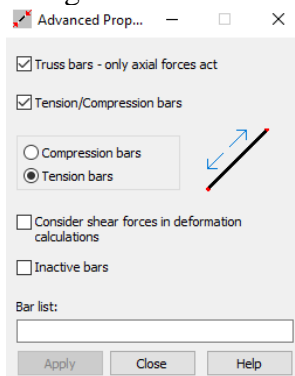 Advanced Prop...
Truss bars - only axial forces act
Tension/Compression bars
Compression bars
Tension bars
Consider shear forces in deformation
calculations
Inactive bars
Bar list:
Apply Close Help